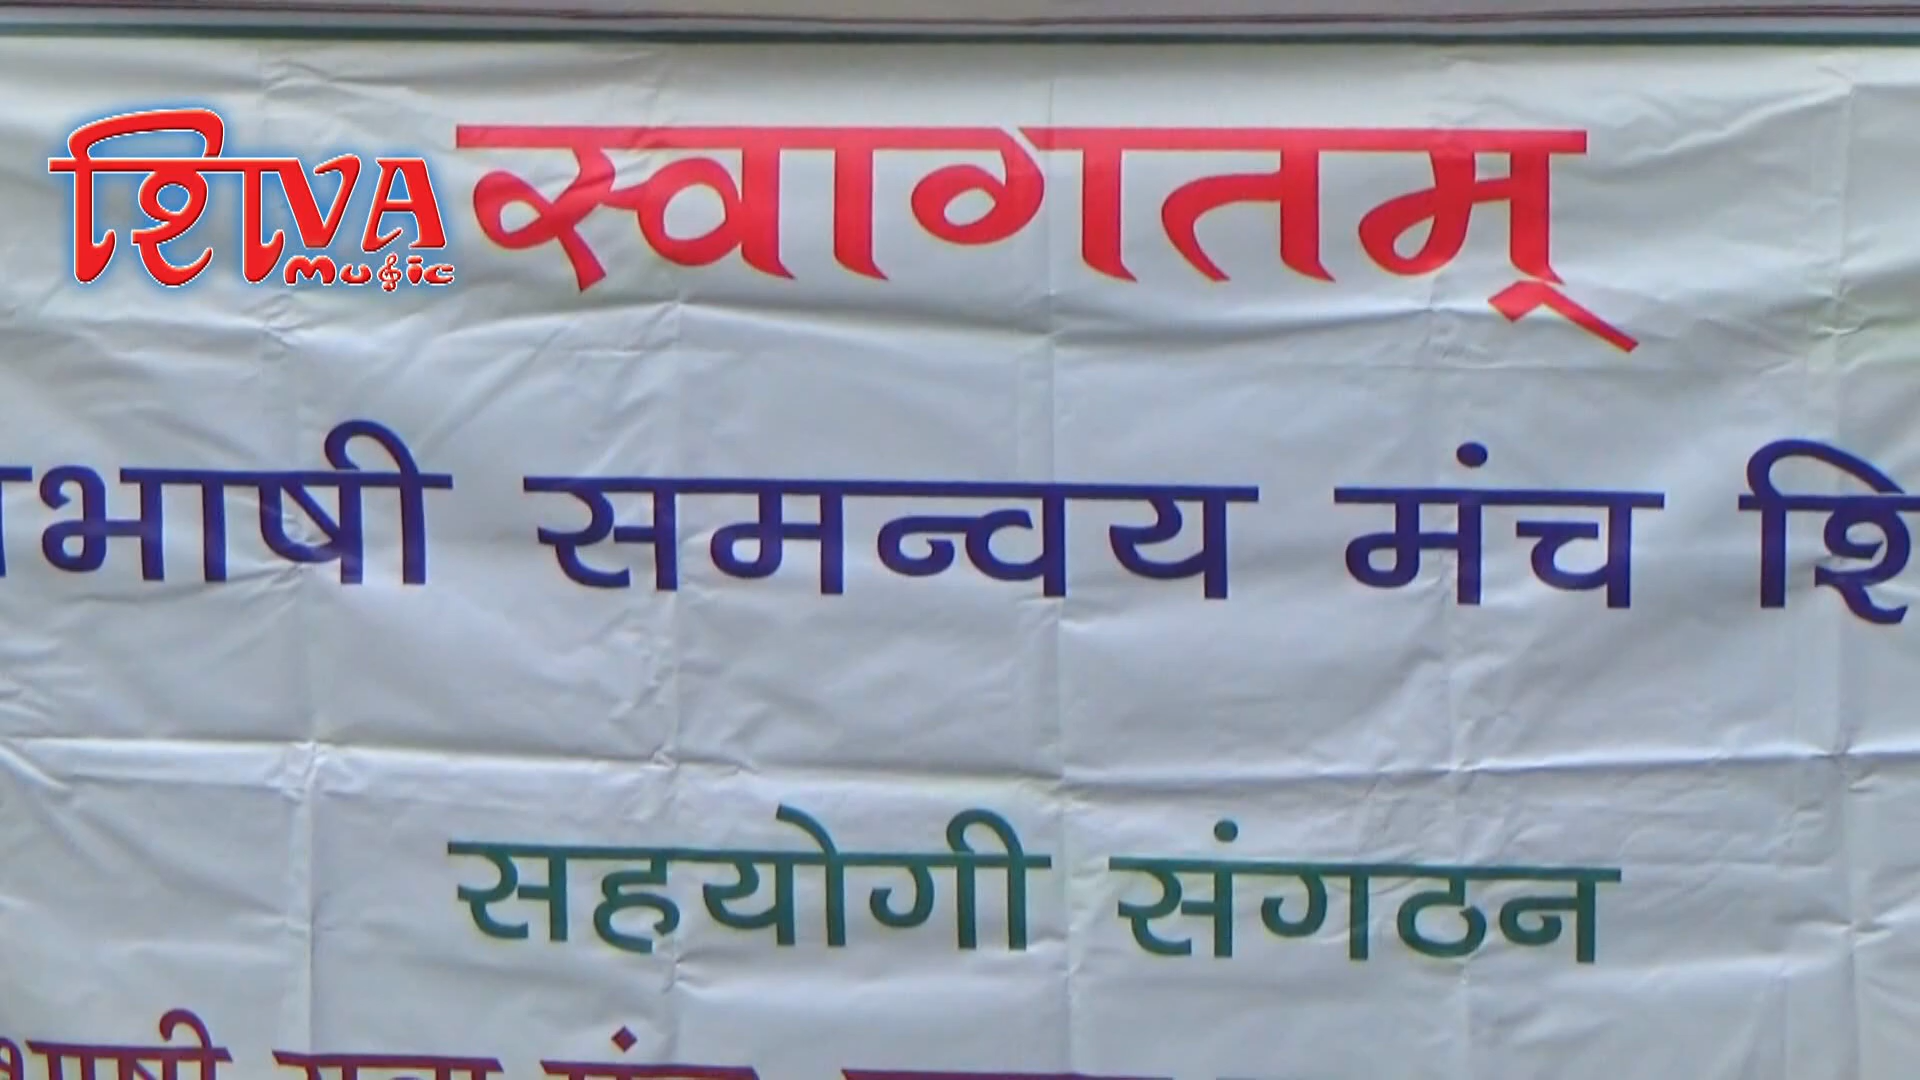 शिVA
music
स्वागतम्
भाषी समन्वय मंच शि
सहयोगी संगठन
भाषी युवा मंच